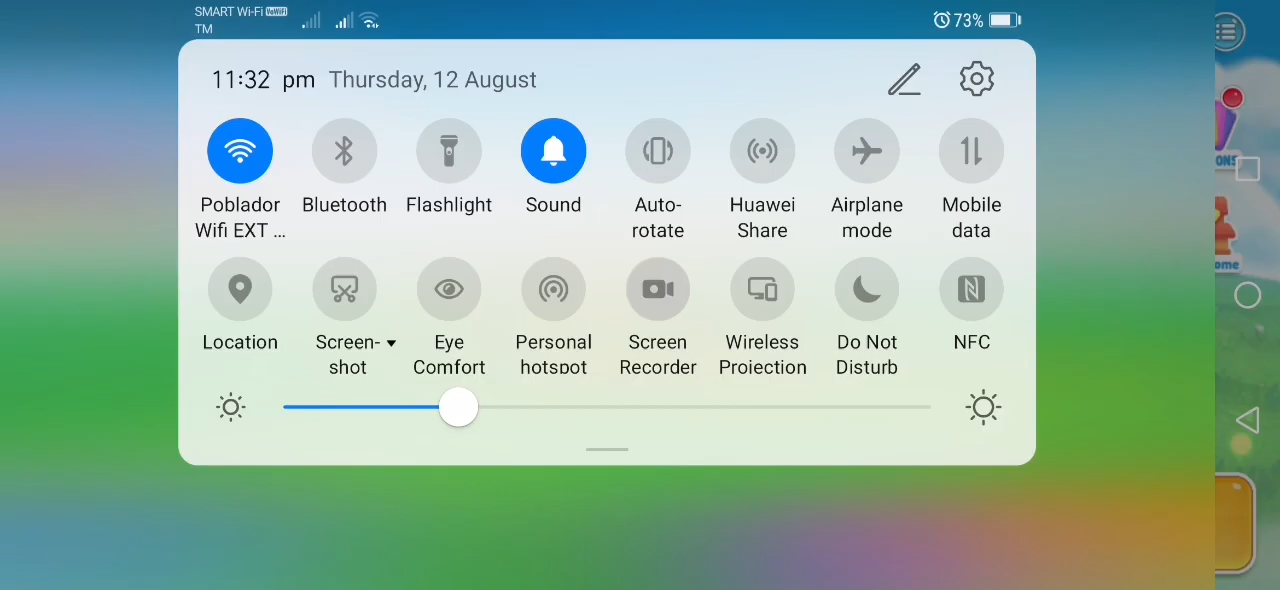 SMART Wi-Fi VoWiFi
TM
73%
11:32 pm Thursday, 12 August
Poblador
Wifi EXT ...
Bluetooth
Flashlight
Sound
Auto-
rotate
Huawei
Share
Airplane
mode
Mobile
data
Location
Screen-
shot
Eye
Comfort
Personal
hotspot
Screen
Recorder
Wireless
Projection
Do Not
Disturb
NFC